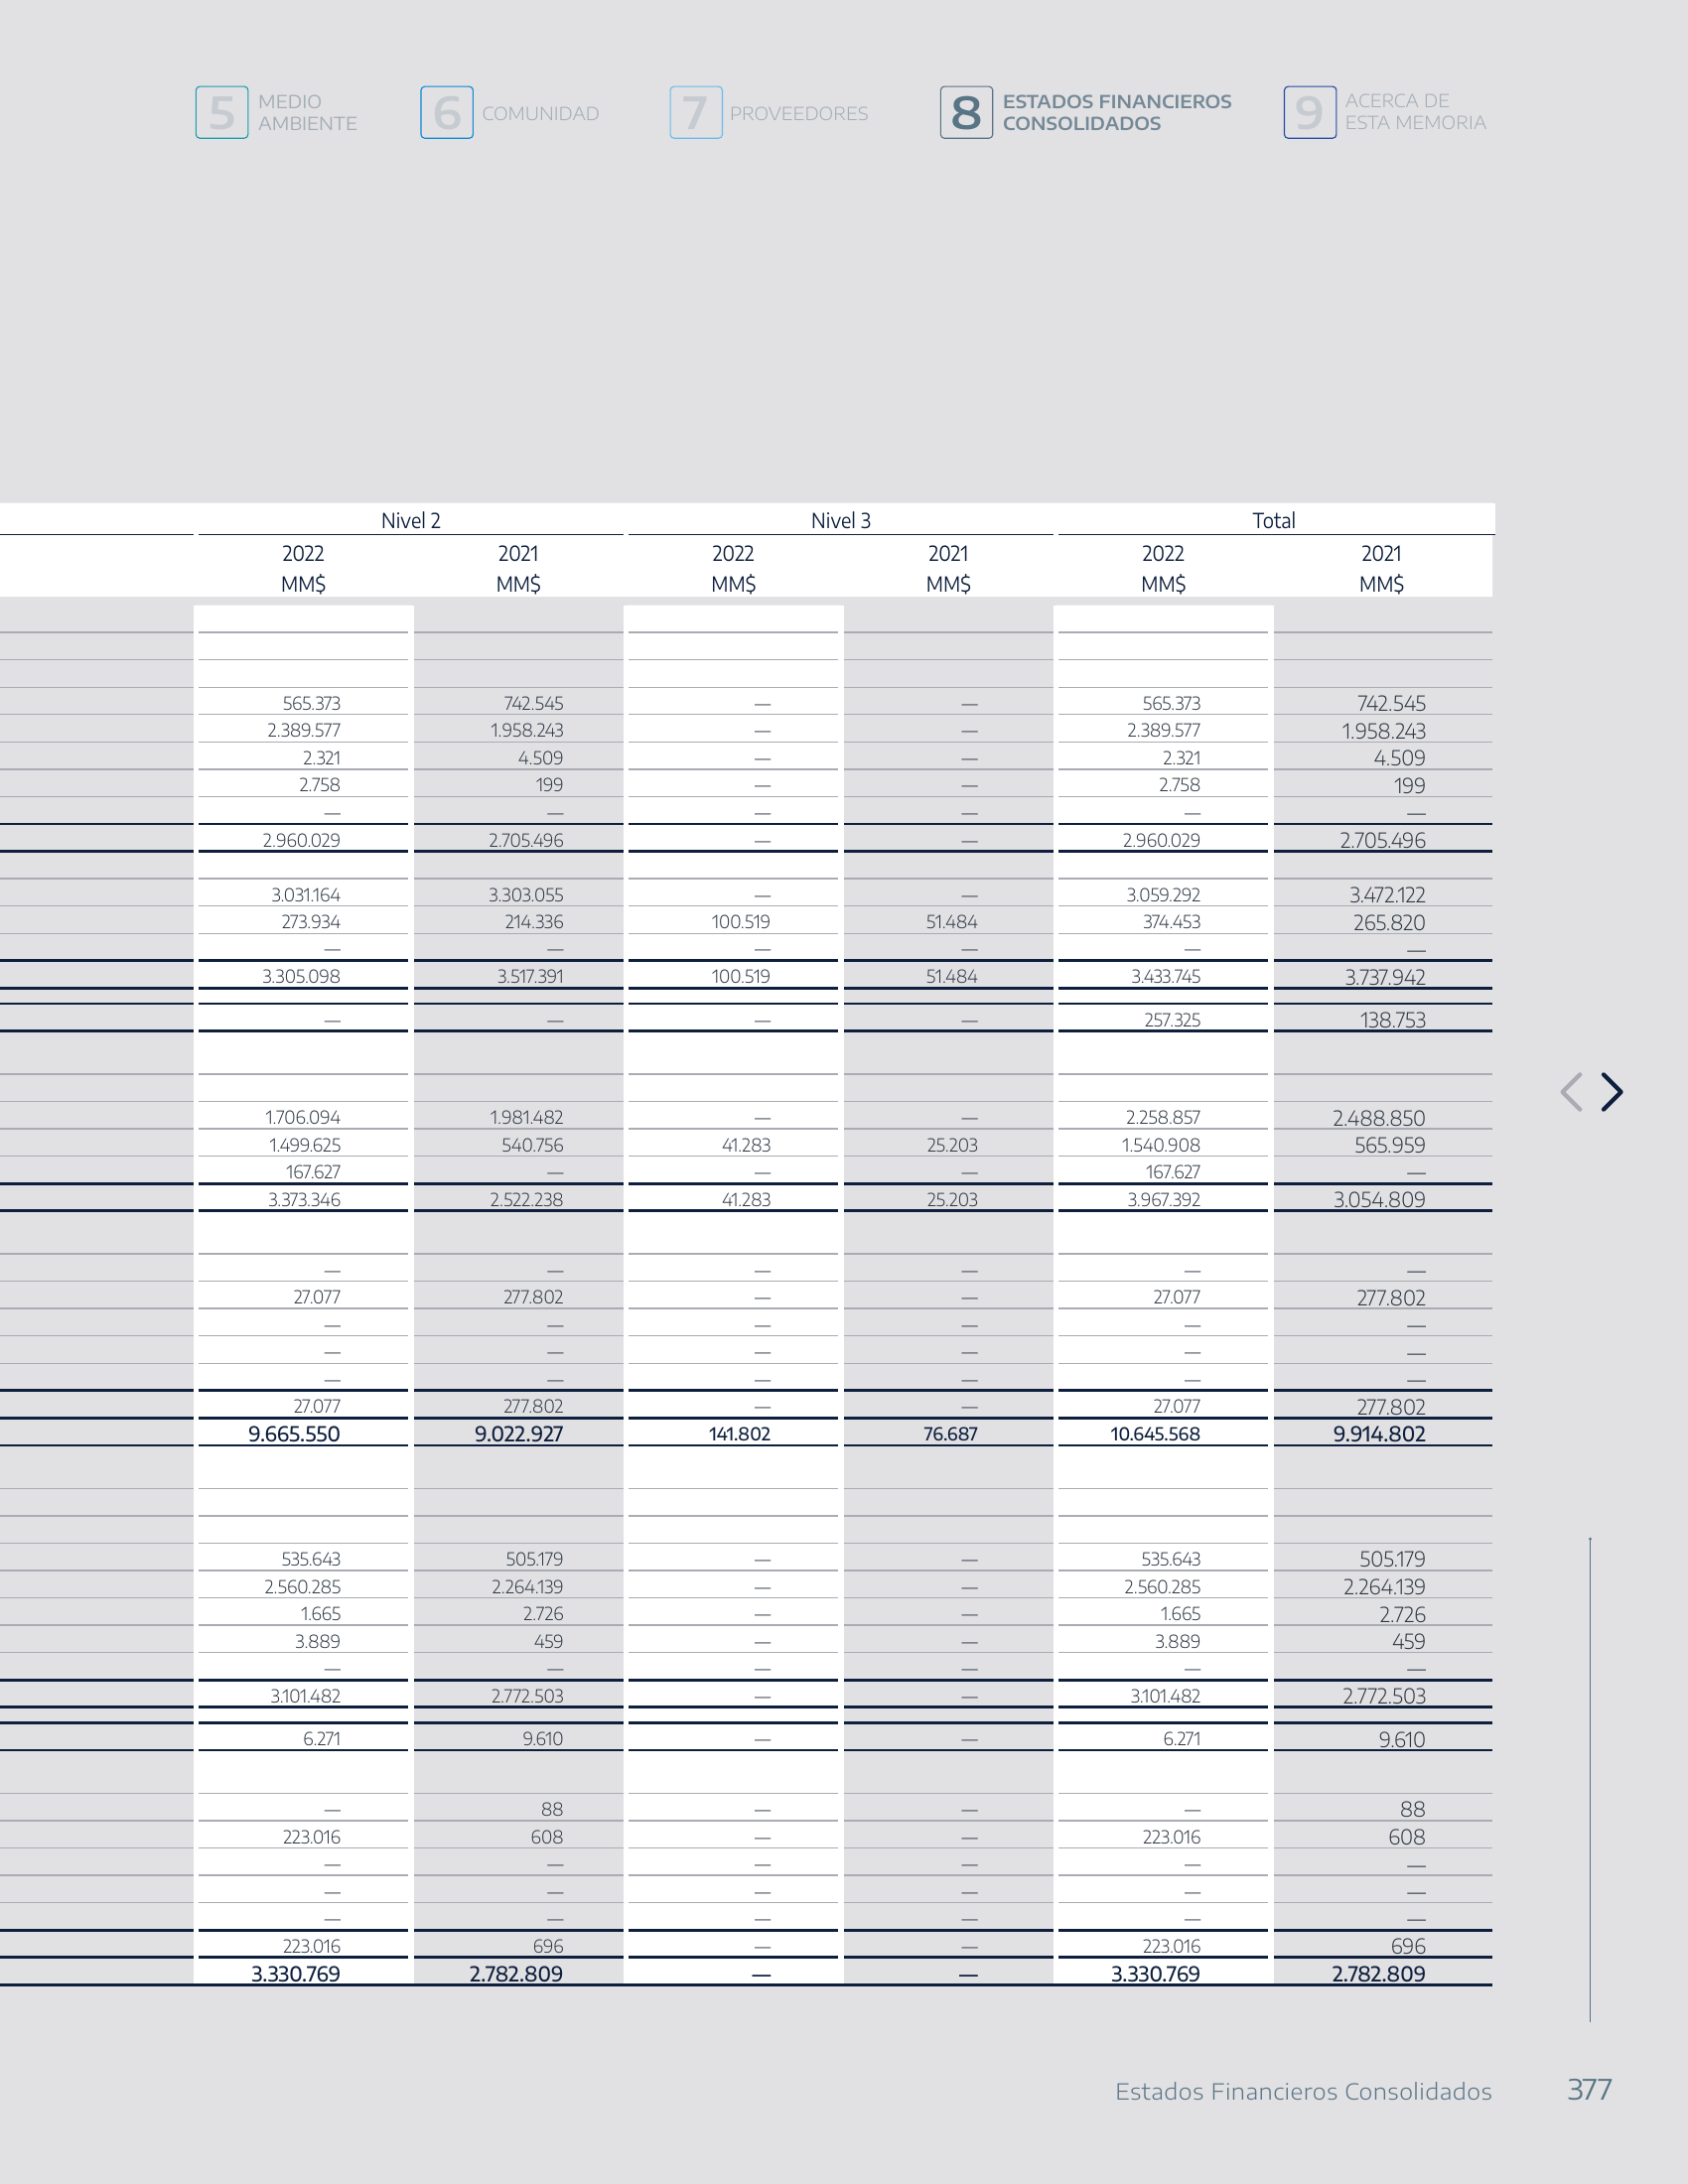 5 MEDIO AMBIENTE 6 COMUNIDAD 7 PROVEEDORES 8 ESTADOS FINANCIEROS CONSOLIDADOS 9 ACERCA DE ESTA MEMORIA
Nivel 2 Nivel 3 Total
2022 2021 2022 2021 2022 2021
MM$ MM$ MM$ MM$ MM$ MM$
565.373 742.545 — — 565.373 742.545
2.389.577 1.958.243 — — 2.389.577 1.958.243
2.321 4.509 — — 2.321 4.509
2.758 199 — — 2.758 199
— — — — — —
2.960.029 2.705.496 — — 2.960.029 2.705.496
3.031.164 3.303.055 — — 3.059.292 3.472.122
273.934 214.336 100.519 51.484 374.453 265.820
— — — — — —
3.305.098 3.517.391 100.519 51.484 3.433.745 3.737.942
— — — — 257.325 138.753
1.706.094 1.981.482 — — 2.258.857 2.488.850
1.499.625 540.756 41.283 25.203 1.540.908 565.959
167.627 — — — 167.627 —
3.373.346 2.522.238 41.283 25.203 3.967.392 3.054.809
— — — — — —
27.077 277.802 — — 27.077 277.802
— — — — — —
— — — — — —
— — — — — —
27.077 277.802 — — 27.077 277.802
9.665.550 9.022.927 141.802 76.687 10.645.568 9.914.802
535.643 505.179 — — 535.643 505.179
2.560.285 2.264.139 — — 2.560.285 2.264.139
1.665 2.726 — — 1.665 2.726
3.889 459 — — 3.889 459
— — — — — —
3.101.482 2.772.503 — — 3.101.482 2.772.503
6.271 9.610 — — 6.271 9.610
— 88 — — — 88
223.016 608 — — 223.016 608
— — — — — —
— — — — — —
— — — — — —
223.016 696 — — 223.016 696
3.330.769 2.782.809 — — 3.330.769 2.782.809
Estados Financieros Consolidados 377